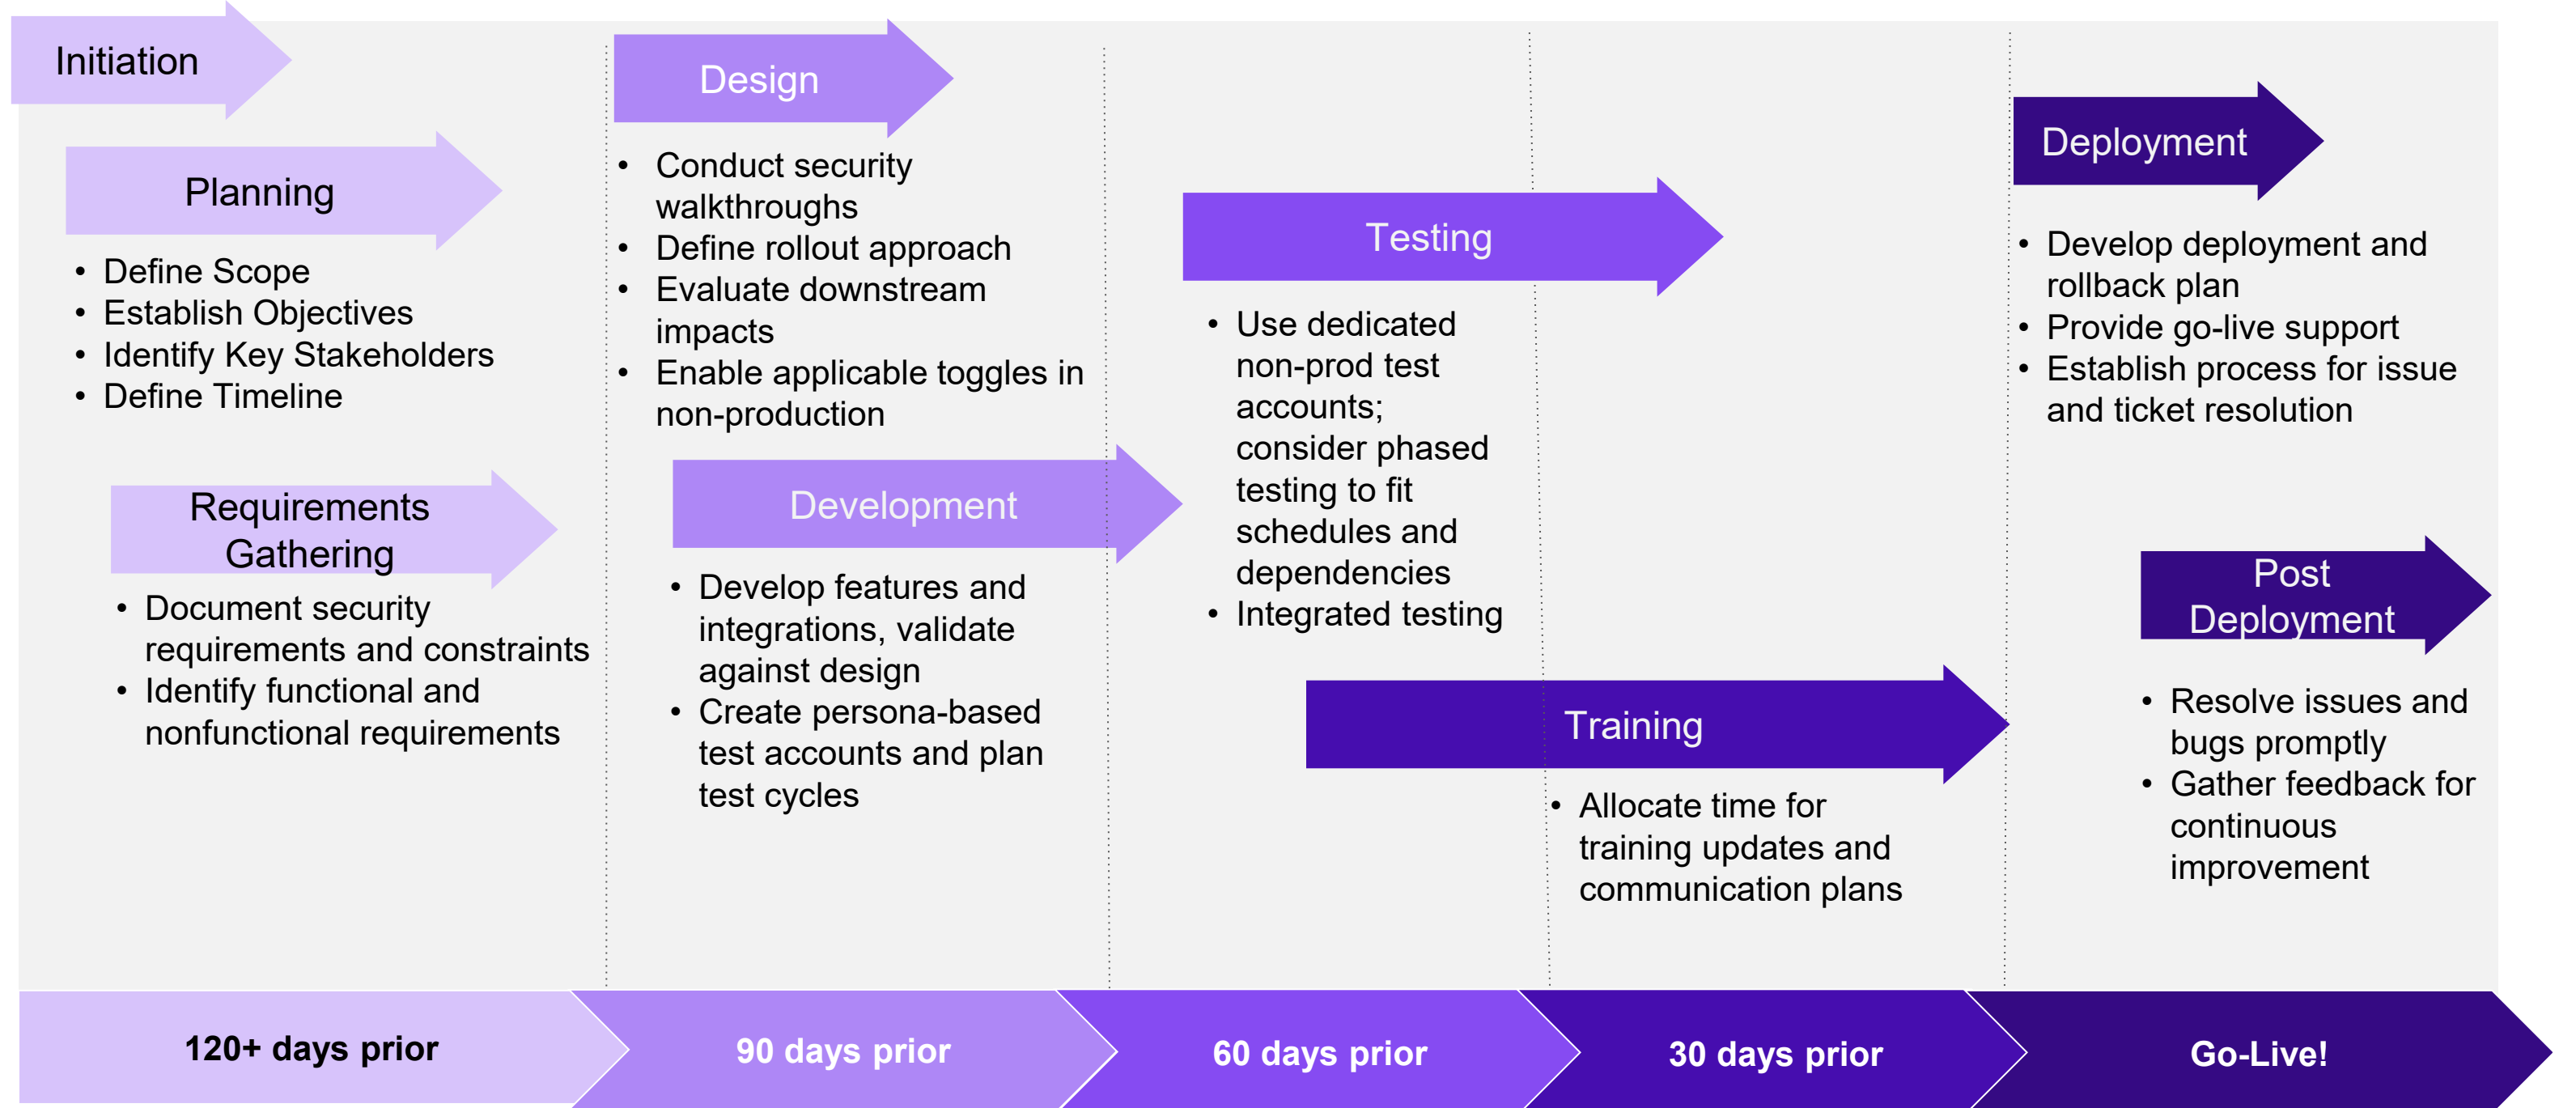 Initiation
Planning
• Define Scope
• Establish Objectives
• Identify Key Stakeholders
• Define Timeline
Requirements
Gathering
• Document security
requirements and constraints
• Identify functional and
nonfunctional requirements
Design
• Conduct security
walkthroughs
• Define rollout approach
• Evaluate downstream
impacts
• Enable applicable toggles in
non-production
Development
• Develop features and
integrations, validate
against design
• Create persona-based
test accounts and plan
test cycles
Testing
• Use dedicated
non-prod test
accounts;
consider phased
testing to fit
schedules and
dependencies
• Integrated testing
Training
• Allocate time for
training updates and
communication plans
Deployment
• Develop deployment and
rollback plan
• Provide go-live support
• Establish process for issue
and ticket resolution
Post
Deployment
• Resolve issues and
bugs promptly
• Gather feedback for
continuous
improvement
120+ days prior
90 days prior
60 days prior
30 days prior
Go-Live!